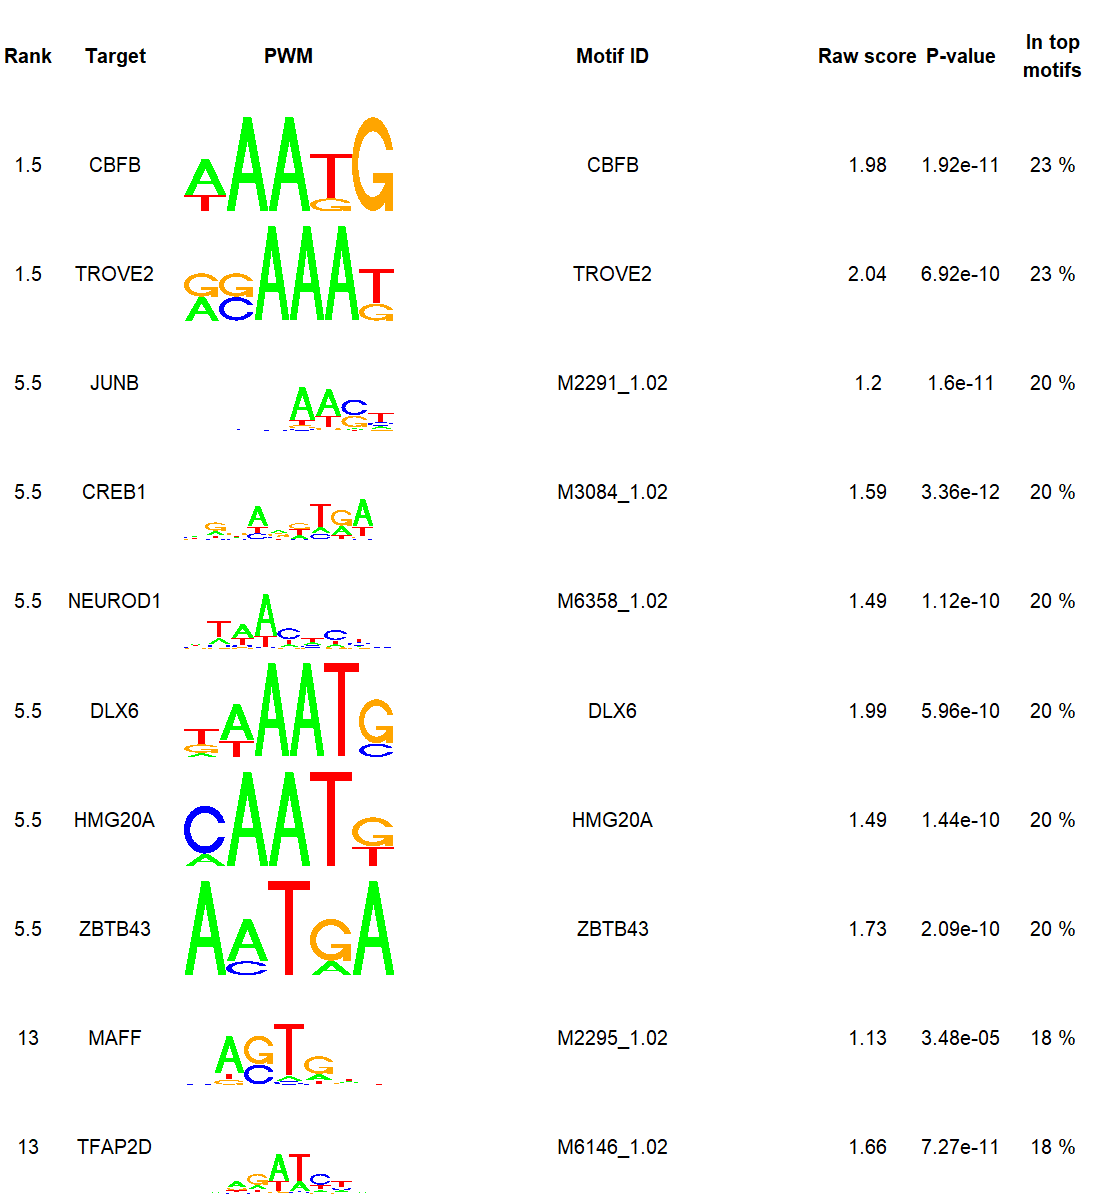 Rank Target PWM Motif ID Raw score P-value In top motifs
1.5 CBFB CBFB 1.98 1.92e-11 23 %
1.5 TROVE2 TROVE2 2.04 6.92e-10 23 %
5.5 JUNB M2291_1.02 1.2 1.6e-11 20 %
5.5 CREB1 M3084_1.02 1.59 3.36e-12 20 %
5.5 NEUROD1 M6358_1.02 1.49 1.12e-10 20 %
5.5 DLX6 DLX6 1.99 5.96e-10 20 %
5.5 HMG20A HMG20A 1.49 1.44e-10 20 %
5.5 ZBTB43 ZBTB43 1.73 2.09e-10 20 %
13 MAFF M2295_1.02 1.13 3.48e-05 18 %
13 TFAP2D M6146_1.02 1.66 7.27e-11 18 %